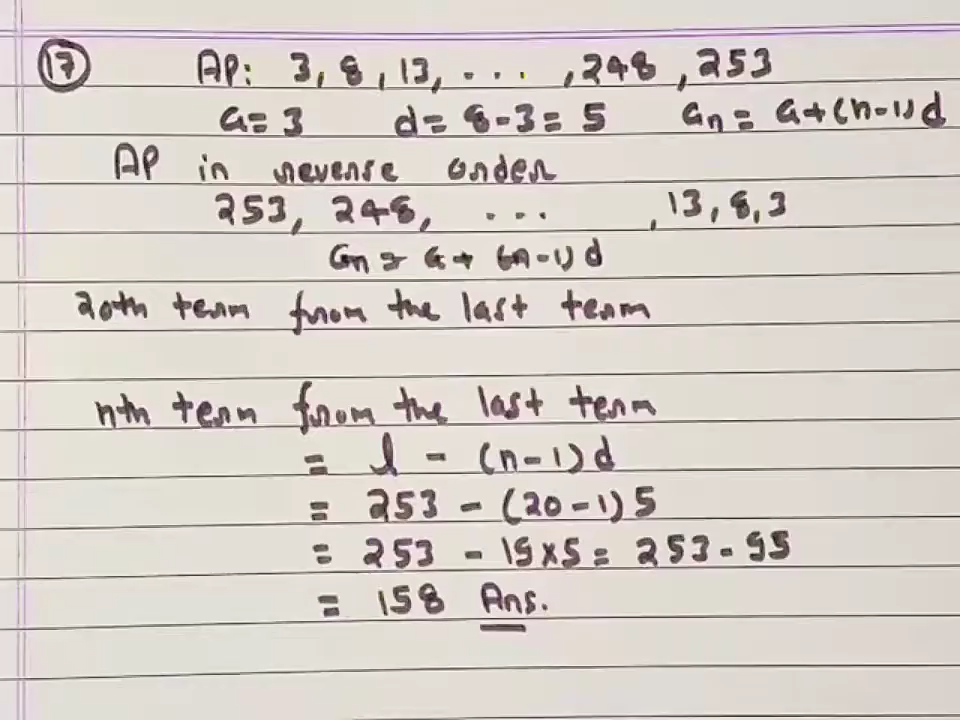 17 AP: 3, 8, 13, . . . , 248, 253
a = 3 d = 8 - 3 = 5 an = a + (n-1)d
AP in reverse order
253, 248, ... , 13, 8, 3
an = a + (n-1)d
20th term from the last term
nth term from the last term
= l - (n-1)d
= 253 - (20-1)5
= 253 - 19×5 = 253 - 95
= 158 Ans.